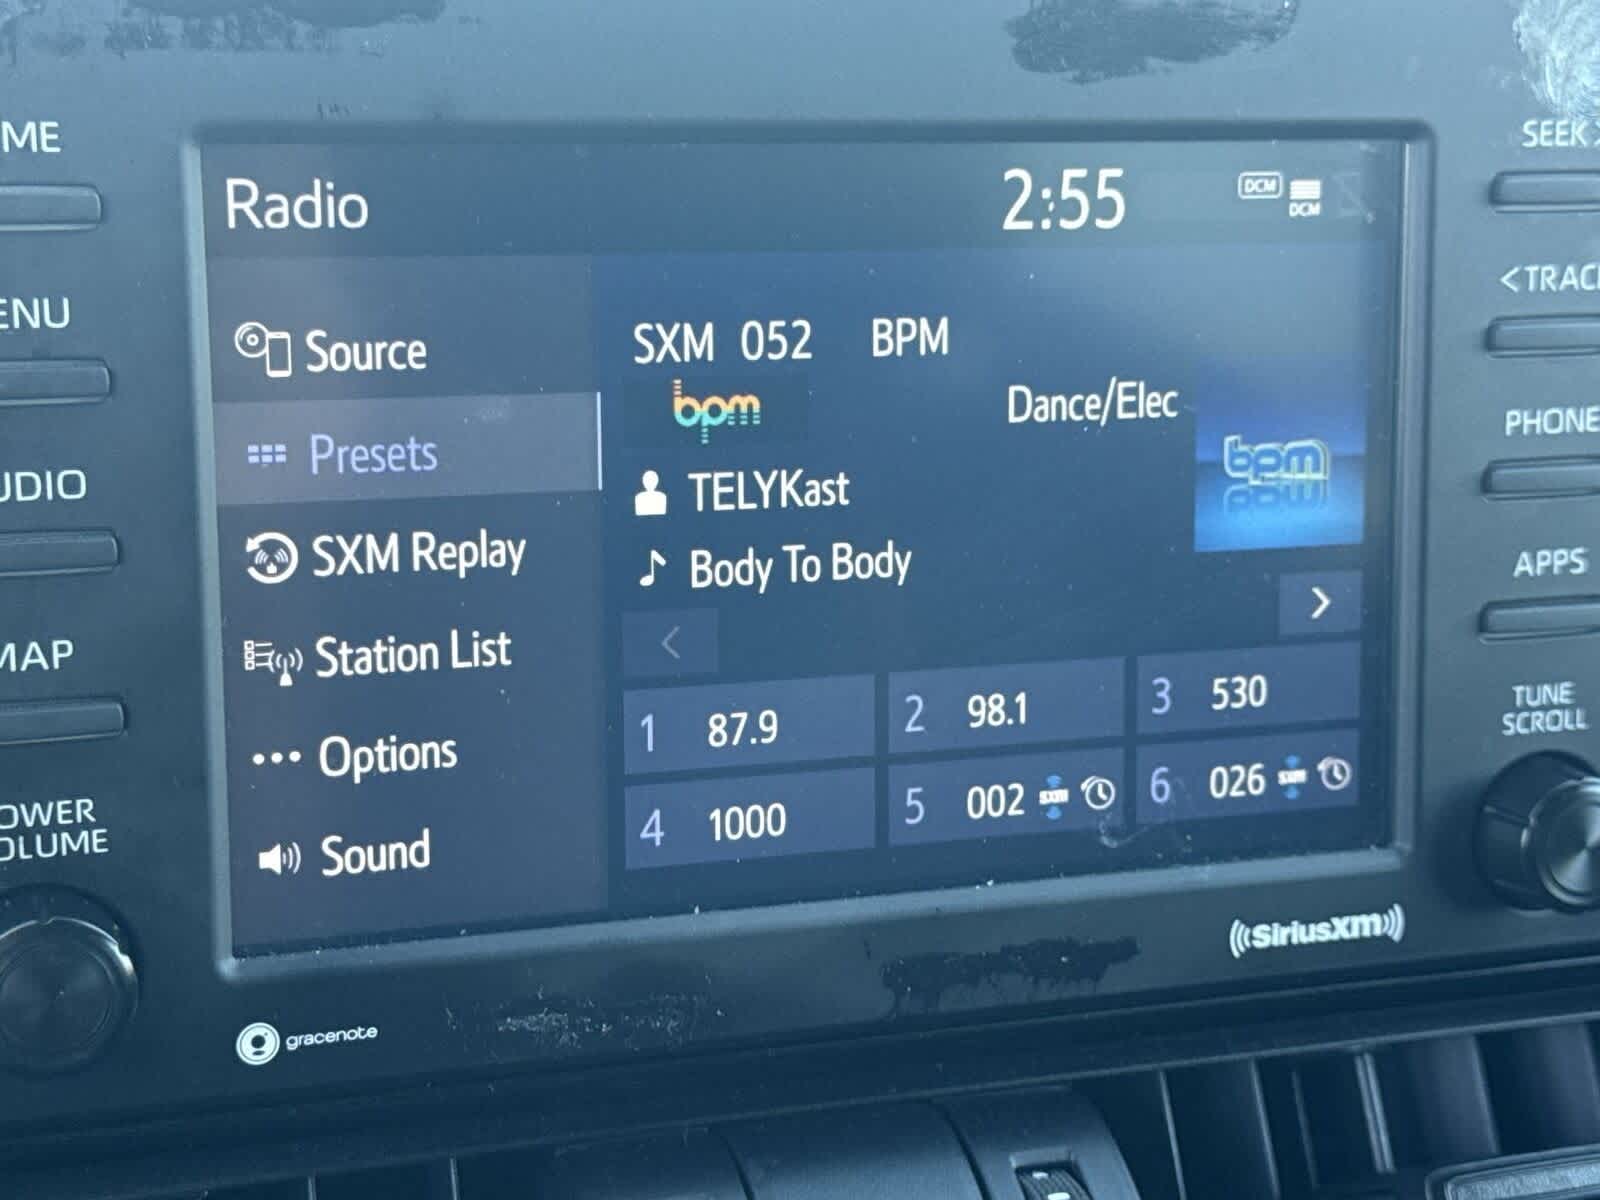 Radio
2:55
DCM
DCM
Source
Presets
SXM Replay
Station List
Options
Sound
SXM 052 BPM
bpm
Dance/Elec
bpm
TELYKast
Body To Body
<
>
1 87.9
2 98.1
3 530
4 1000
5 002 SXM
6 026 SXM
ME
ENU
UDIO
MAP
OWER
OLUME
SEEK >
< TRAC
PHONE
APPS
TUNE
SCROLL
gracenote
((SiriusXM))